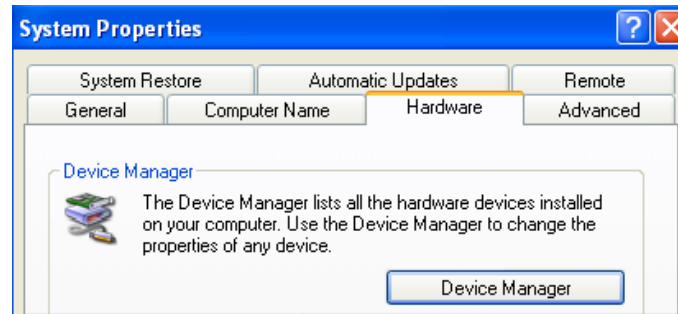 System Properties
System Restore Automatic Updates Remote
General Computer Name Hardware Advanced
Device Manager
The Device Manager lists all the hardware devices installed
on your computer. Use the Device Manager to change the
properties of any device.
Device Manager